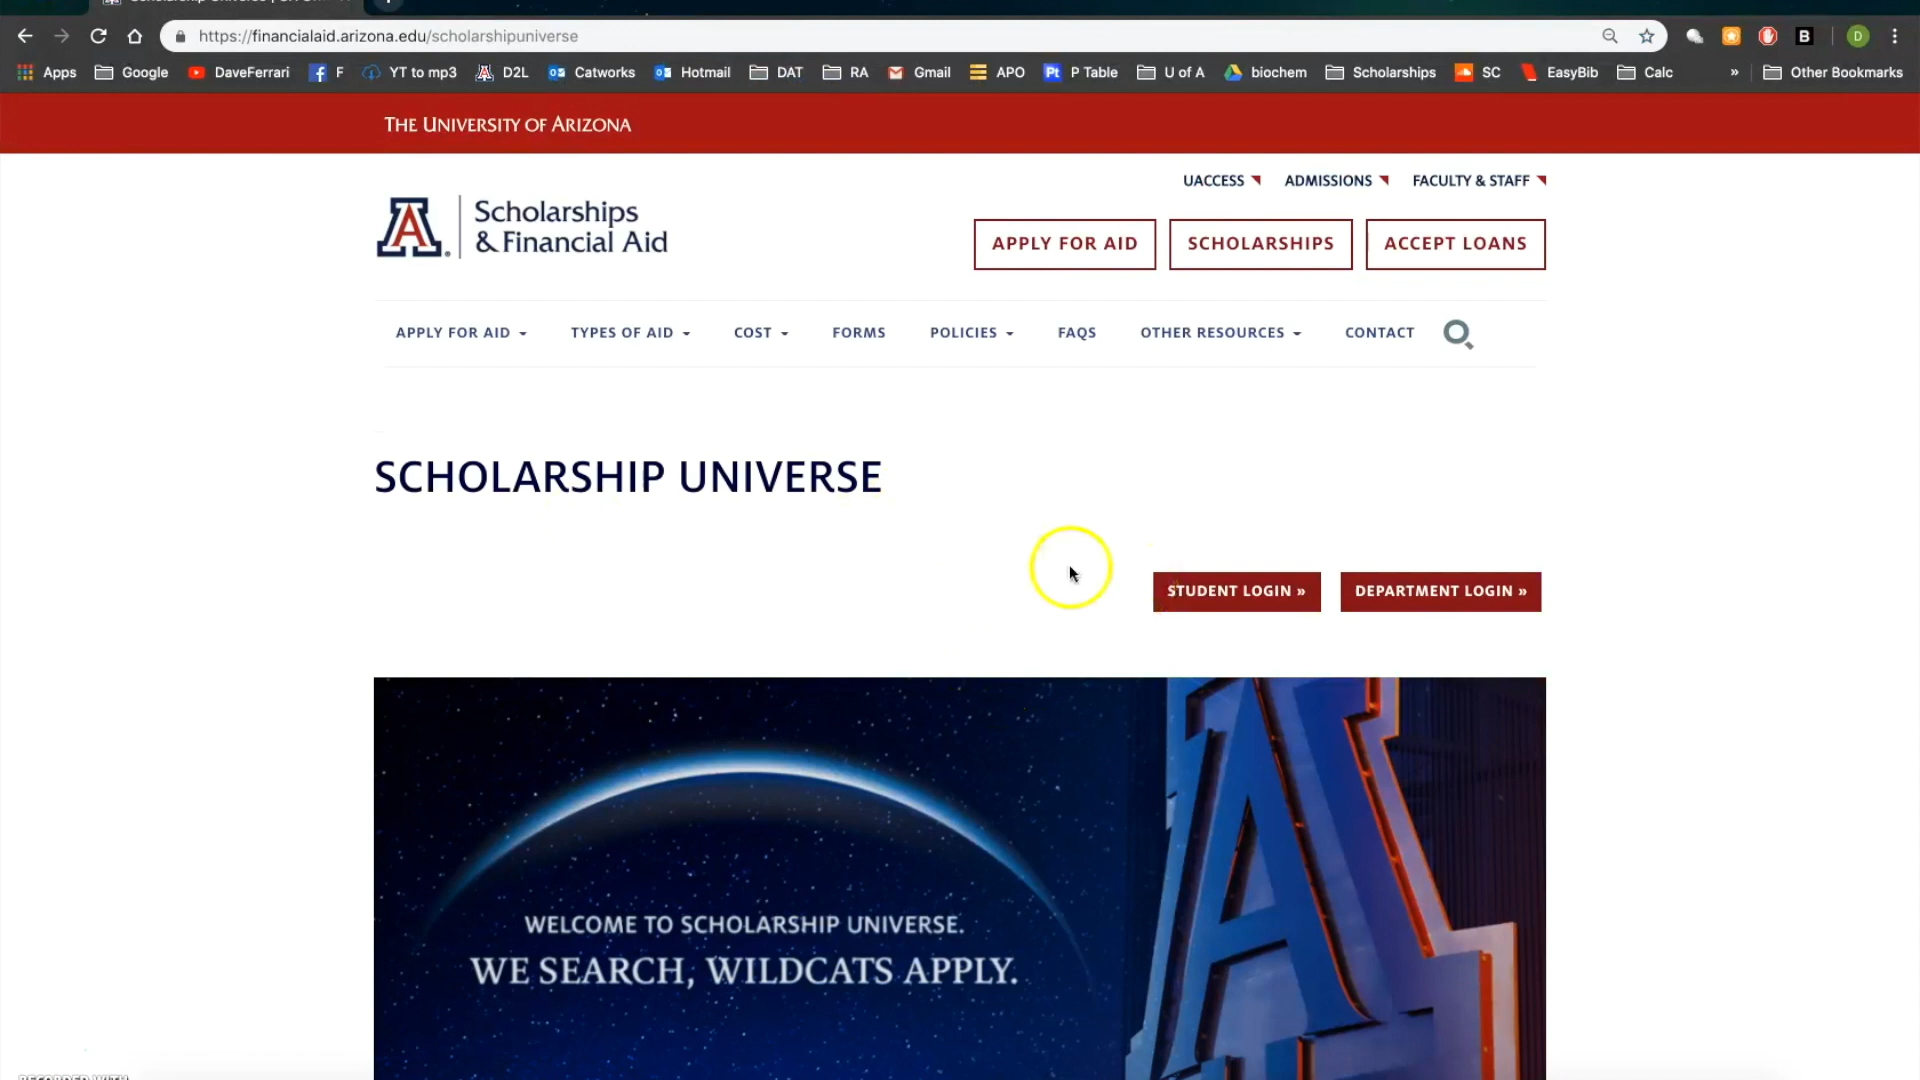 https://financialaid.arizona.edu/scholarshipuniverse
B
D
Apps Google DaveFerrari F YT to mp3 D2L Catworks Hotmail DAT RA Gmail APO Pt P Table U of A biochem Scholarships SC EasyBib Calc » Other Bookmarks
THE UNIVERSITY OF ARIZONA
UACCESS ADMISSIONS FACULTY & STAFF
A Scholarships
& Financial Aid
APPLY FOR AID SCHOLARSHIPS ACCEPT LOANS
APPLY FOR AID TYPES OF AID COST FORMS POLICIES FAQS OTHER RESOURCES CONTACT
SCHOLARSHIP UNIVERSE
STUDENT LOGIN » DEPARTMENT LOGIN »
WELCOME TO SCHOLARSHIP UNIVERSE.
WE SEARCH, WILDCATS APPLY.
RECORDED WITH